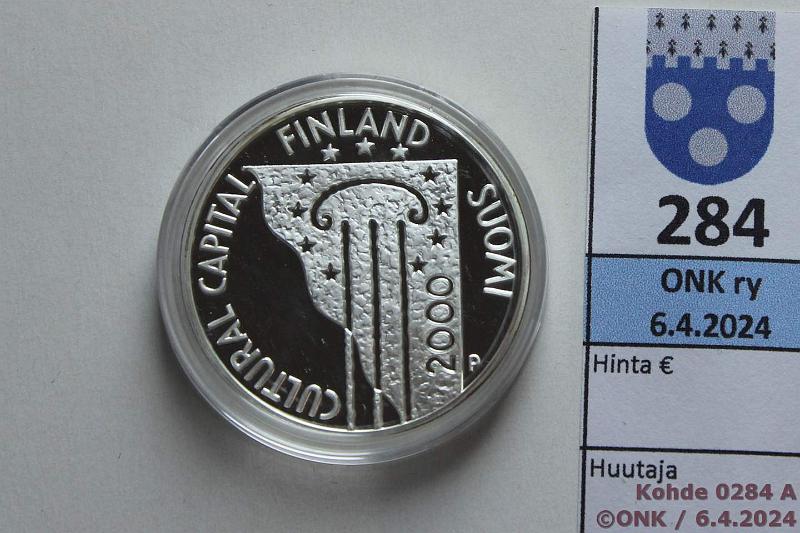 CULTURAL CAPITAL FINLAND SUOMI
2000
P
284
ONK ry
6.4.2024
Hinta €
Huutaja
Kohde 0284 A
©ONK / 6.4.2024